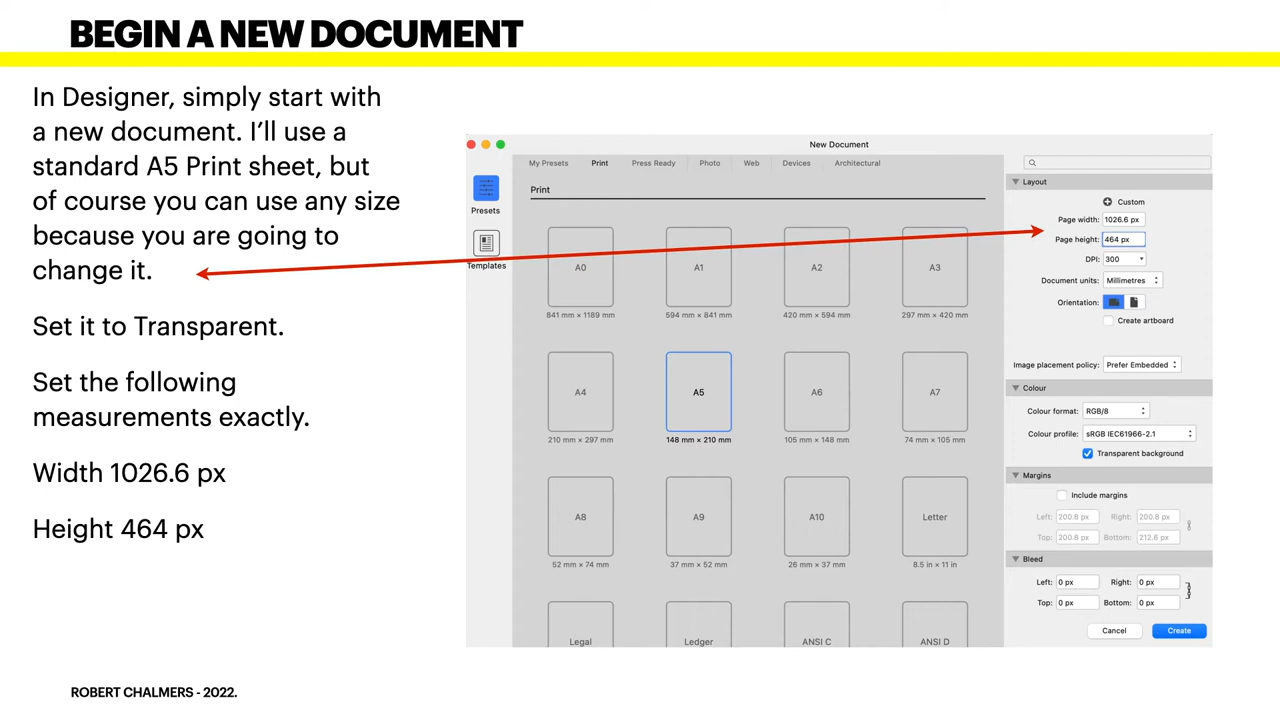 BEGIN A NEW DOCUMENT
In Designer, simply start with
a new document. I'll use a
standard A5 Print sheet, but
of course you can use any size
because you are going to
change it.
Set it to Transparent.
Set the following
measurements exactly.
Width 1026.6 px
Height 464 px
New Document
My Presets Print Press Ready Photo Web Devices Architectural
Presets
Templates
Print
A0 A1 A2 A3
841 mm × 1189 mm 594 mm × 841 mm 420 mm × 594 mm 297 mm × 420 mm
A4 A5 A6 A7
210 mm × 297 mm 148 mm × 210 mm 105 mm × 148 mm 74 mm × 105 mm
A8 A9 A10 Letter
52 mm × 74 mm 37 mm × 52 mm 26 mm × 37 mm 8.5 in × 11 in
Legal Ledger ANSI C ANSI D
Layout
Custom
Page width: 1026.6 px
Page height: 464 px
DPI: 300
Document units: Millimetres
Orientation:
Create artboard
Image placement policy: Prefer Embedded
Colour
Colour format: RGB/8
Colour profile: sRGB IEC61966-2.1
Transparent background
Margins
Include margins
Left: 200.8 px Right: 200.8 px
Top: 200.8 px Bottom: 212.6 px
Bleed
Left: 0 px Right: 0 px
Top: 0 px Bottom: 0 px
Cancel Create
ROBERT CHALMERS - 2022.